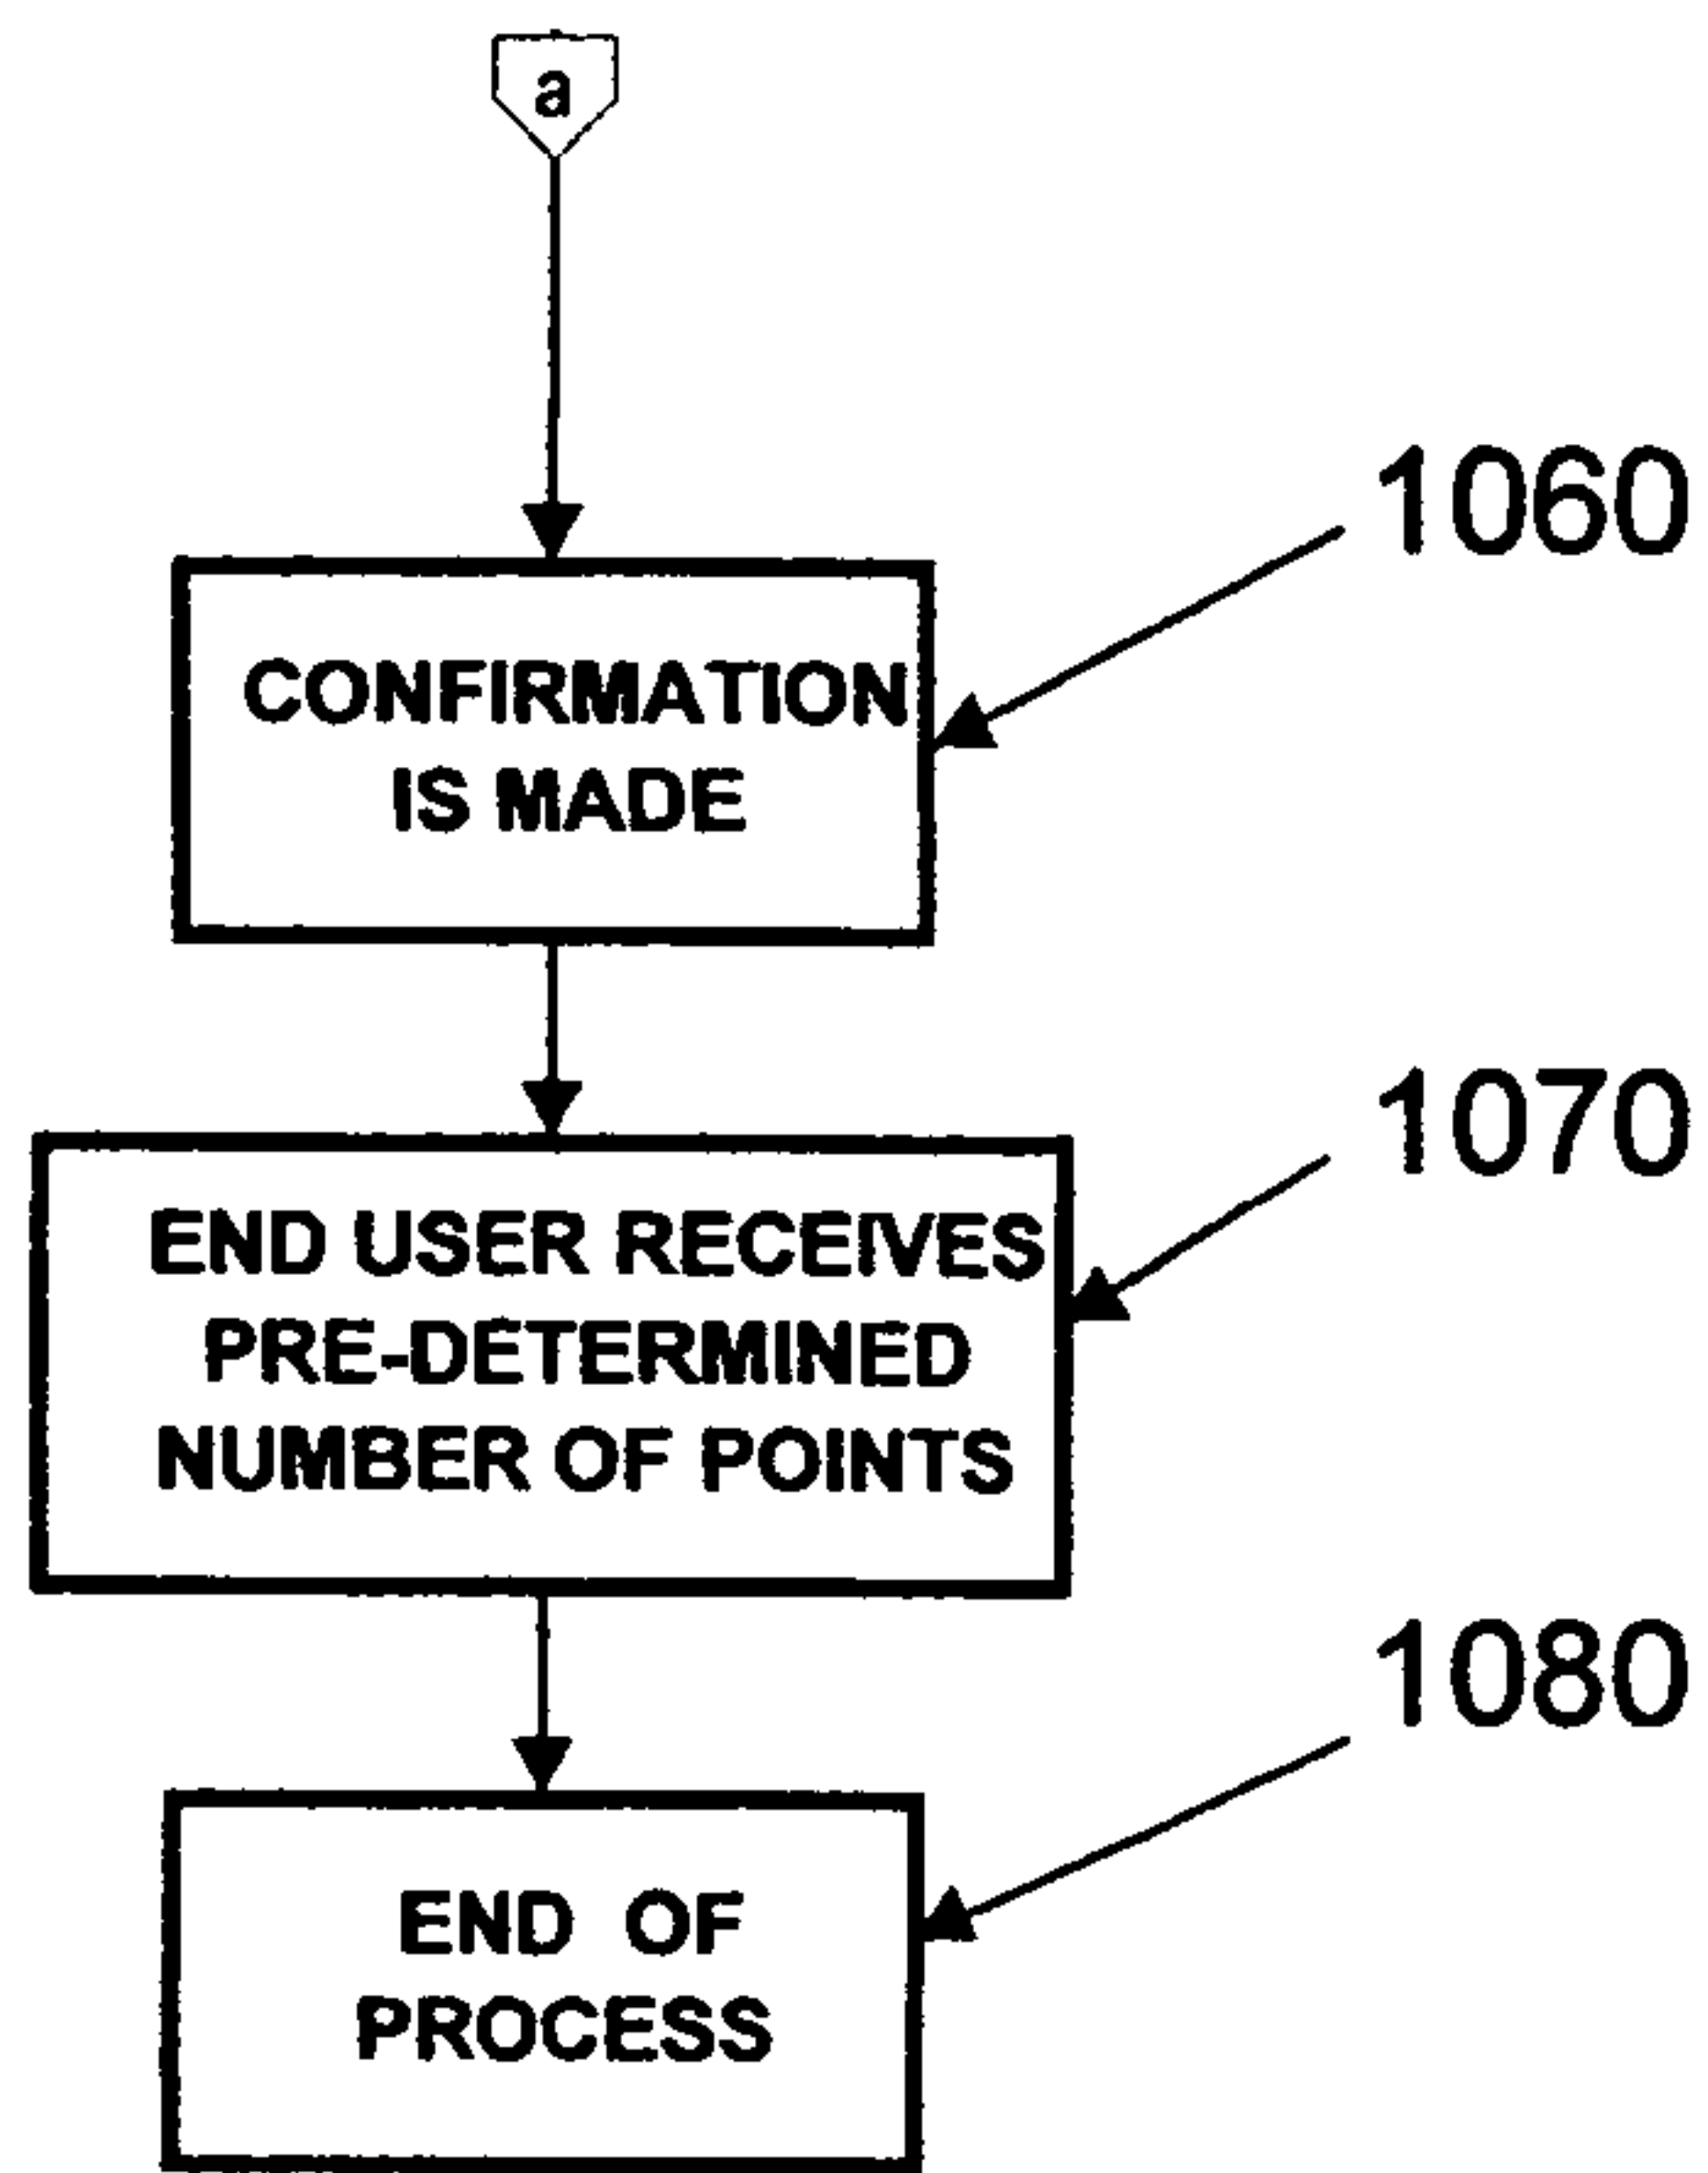 a
1060
CONFIRMATION
IS MADE
1070
END USER RECEIVES
PRE-DETERMINED
NUMBER OF POINTS
1080
END OF
PROCESS